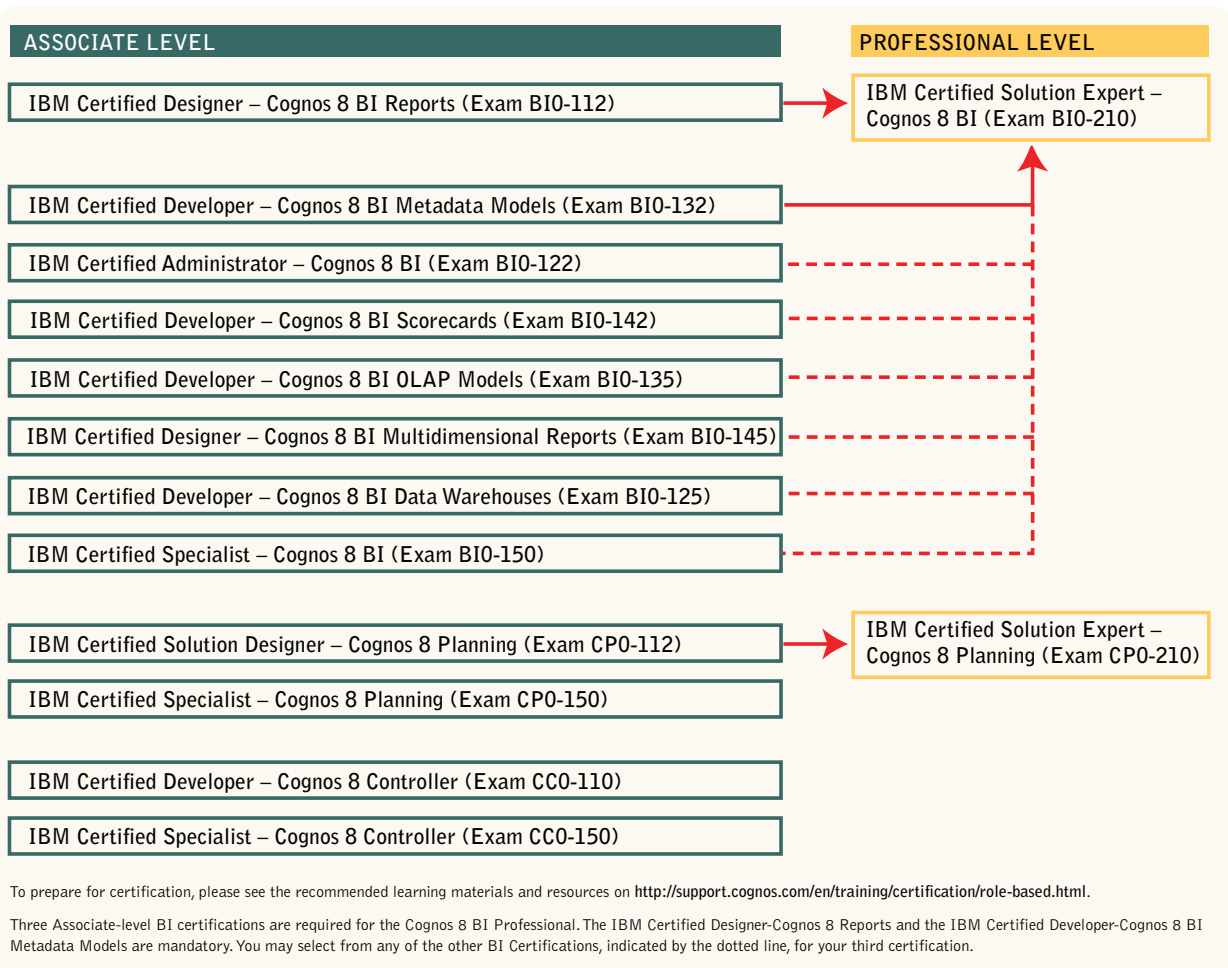 ASSOCIATE LEVEL
PROFESSIONAL LEVEL
IBM Certified Designer – Cognos 8 BI Reports (Exam BI0-112)
IBM Certified Solution Expert –
Cognos 8 BI (Exam BI0-210)
IBM Certified Developer – Cognos 8 BI Metadata Models (Exam BI0-132)
IBM Certified Administrator – Cognos 8 BI (Exam BI0-122)
IBM Certified Developer – Cognos 8 BI Scorecards (Exam BI0-142)
IBM Certified Developer – Cognos 8 BI OLAP Models (Exam BI0-135)
IBM Certified Designer – Cognos 8 BI Multidimensional Reports (Exam BI0-145)
IBM Certified Developer – Cognos 8 BI Data Warehouses (Exam BI0-125)
IBM Certified Specialist – Cognos 8 BI (Exam BI0-150)
IBM Certified Solution Designer – Cognos 8 Planning (Exam CP0-112)
IBM Certified Solution Expert –
Cognos 8 Planning (Exam CP0-210)
IBM Certified Specialist – Cognos 8 Planning (Exam CP0-150)
IBM Certified Developer – Cognos 8 Controller (Exam CC0-110)
IBM Certified Specialist – Cognos 8 Controller (Exam CC0-150)
To prepare for certification, please see the recommended learning materials and resources on http://support.cognos.com/en/training/certification/role-based.html.
Three Associate-level BI certifications are required for the Cognos 8 BI Professional. The IBM Certified Designer-Cognos 8 Reports and the IBM Certified Developer-Cognos 8 BI
Metadata Models are mandatory. You may select from any of the other BI Certifications, indicated by the dotted line, for your third certification.